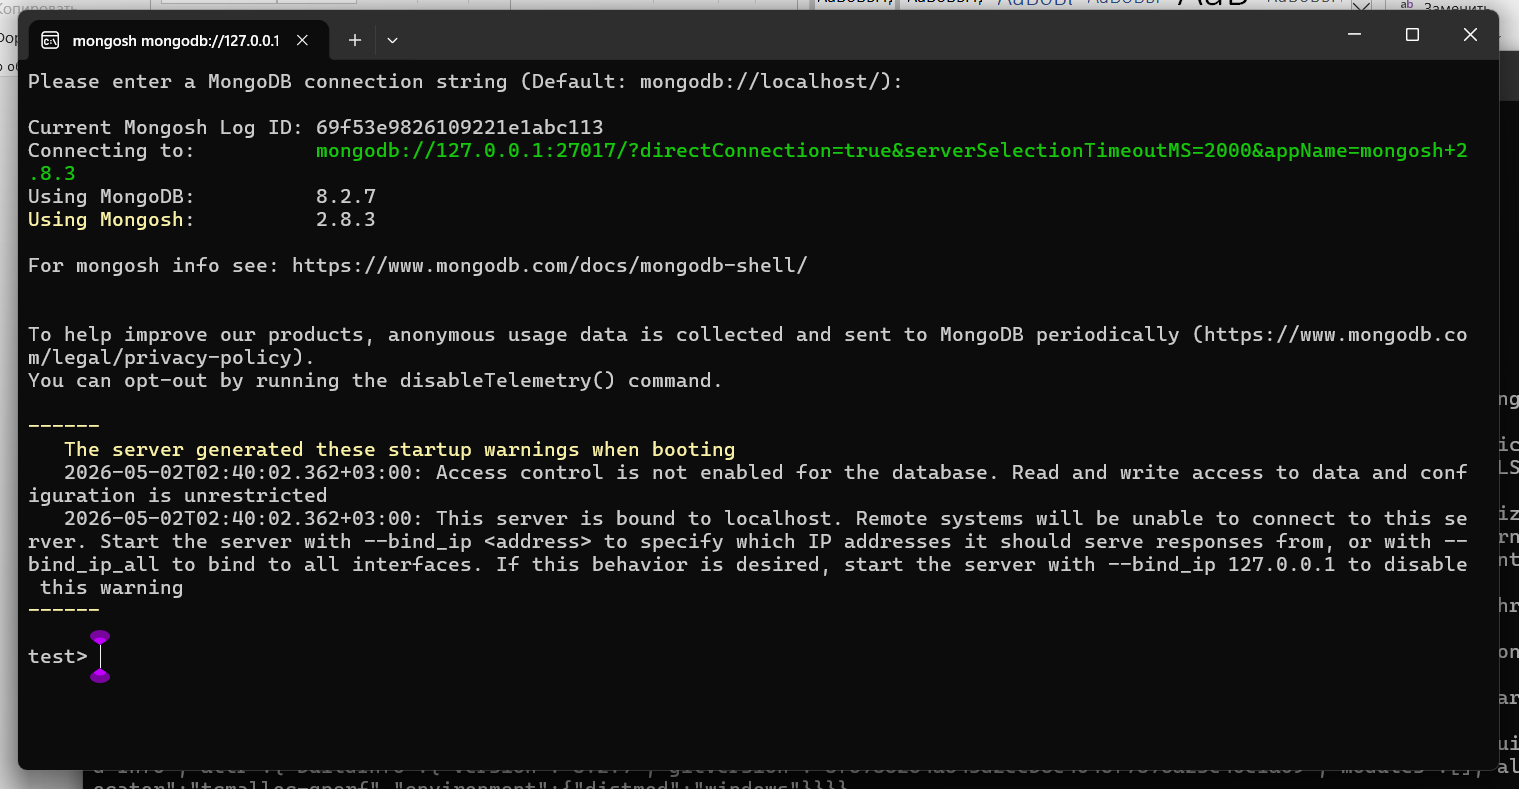 Копировать
Заменить
mongosh mongodb://127.0.0.1
Please enter a MongoDB connection string (Default: mongodb://localhost/):
Current Mongosh Log ID: 69f53e9826109221e1abc113
Connecting to: mongodb://127.0.0.1:27017/?directConnection=true&serverSelectionTimeoutMS=2000&appName=mongosh+2
.8.3
Using MongoDB: 8.2.7
Using Mongosh: 2.8.3
For mongosh info see: https://www.mongodb.com/docs/mongodb-shell/
To help improve our products, anonymous usage data is collected and sent to MongoDB periodically (https://www.mongodb.co
m/legal/privacy-policy).
You can opt-out by running the disableTelemetry() command.
------
The server generated these startup warnings when booting
2026-05-02T02:40:02.362+03:00: Access control is not enabled for the database. Read and write access to data and conf
iguration is unrestricted
2026-05-02T02:40:02.362+03:00: This server is bound to localhost. Remote systems will be unable to connect to this se
rver. Start the server with --bind_ip <address> to specify which IP addresses it should serve responses from, or with --
bind_ip_all to bind to all interfaces. If this behavior is desired, start the server with --bind_ip 127.0.0.1 to disable
this warning
------
test>